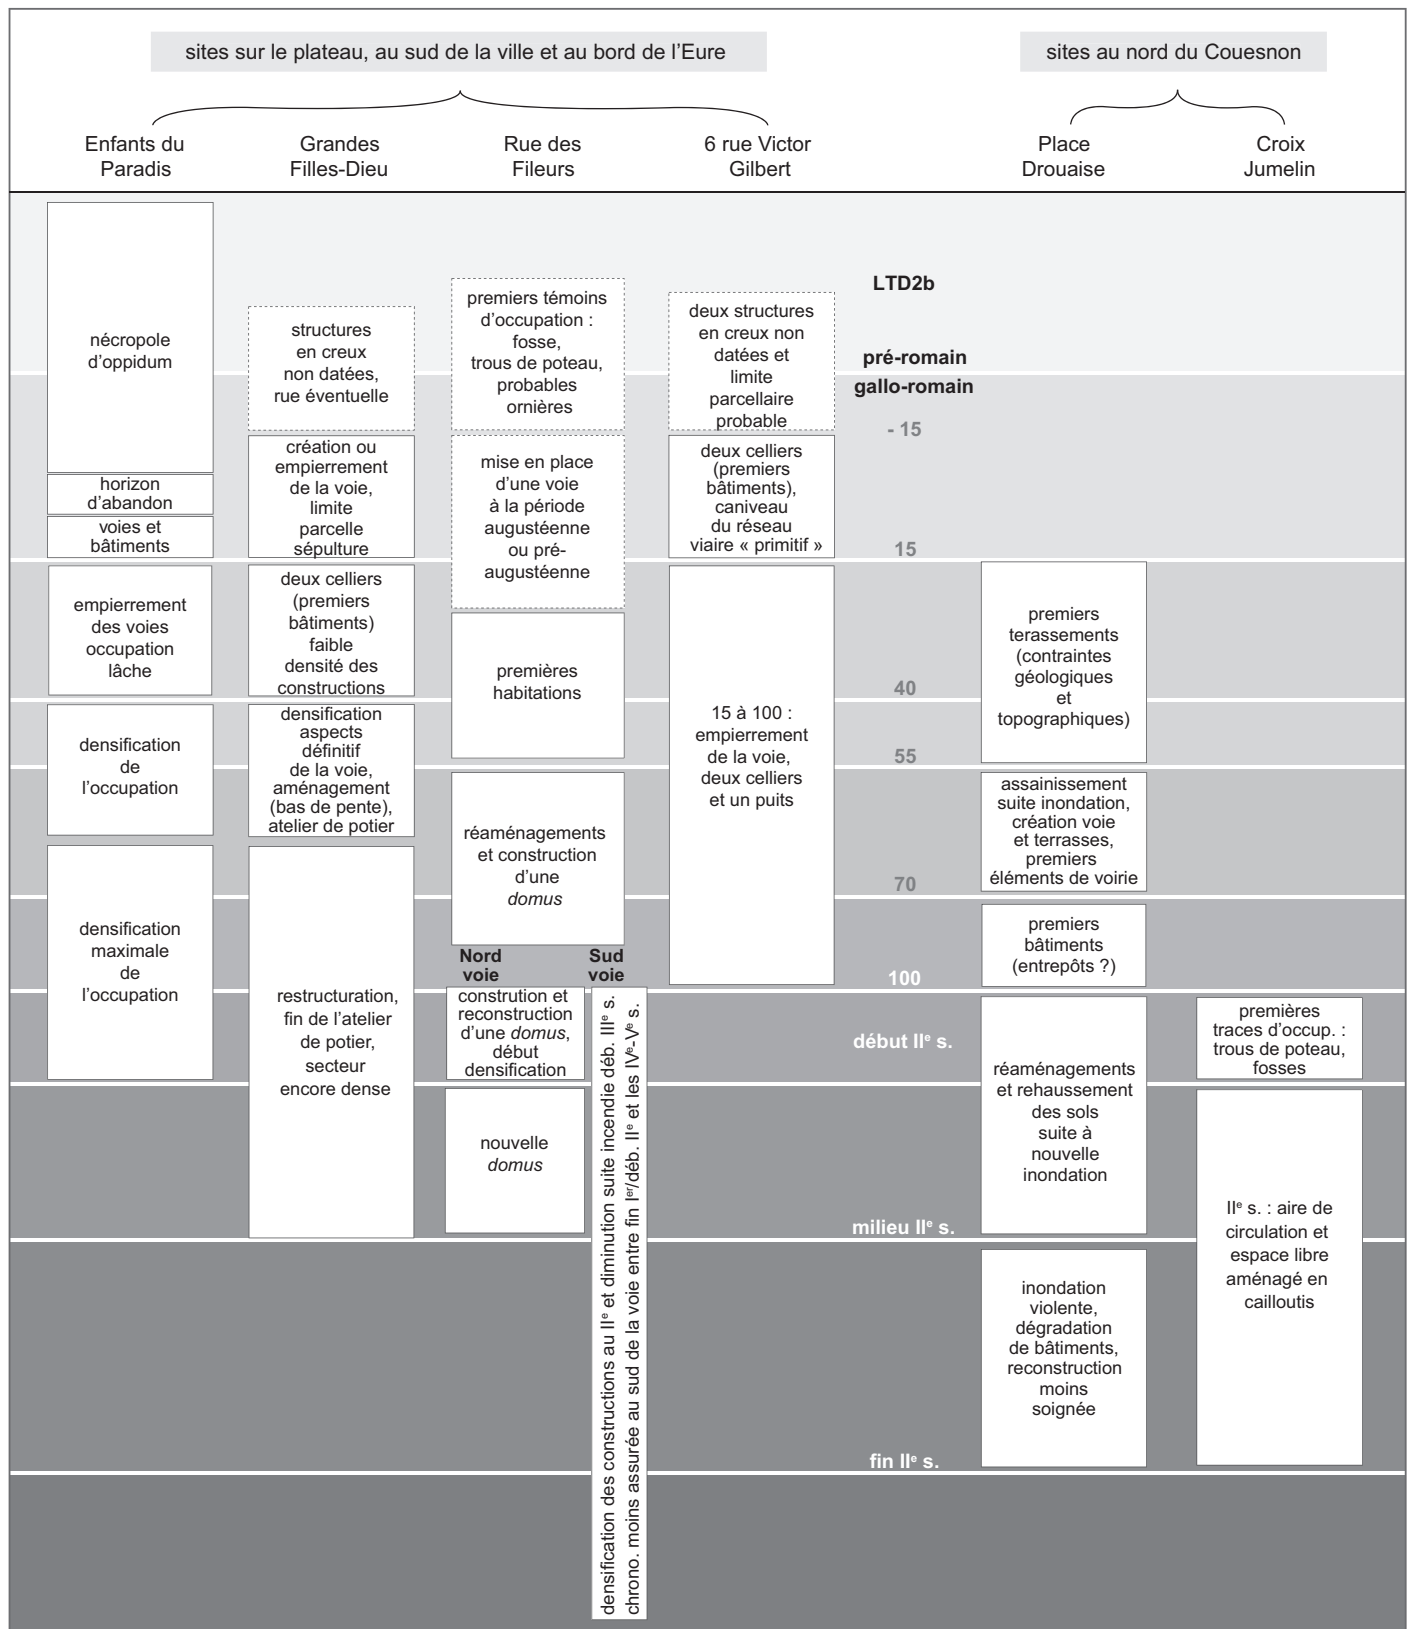 sites sur le plateau, au sud de la ville et au bord de l'Eure
sites au nord du Couesnon
Enfants du
Paradis
Grandes
Filles-Dieu
Rue des
Fileurs
6 rue Victor
Gilbert
Place
Drouaise
Croix
Jumelin
nécropole
d'oppidum
horizon
d'abandon
voies et
bâtiments
empierrement
des voies
occupation
lâche
densification
de
l'occupation
densification
maximale
de
l'occupation
structures
en creux
non datées,
rue éventuelle
création ou
empierrement
de la voie,
limite
parcelle
sépulture
deux celliers
(premiers
bâtiments)
faible
densité des
constructions
densification
aspects
définitif
de la voie,
aménagement
(bas de pente),
atelier de potier
restructuration,
fin de l'atelier
de potier,
secteur
encore dense
premiers témoins
d'occupation :
fosse,
trous de poteau,
probables
ornières
mise en place
d'une voie
à la période
augustéenne
ou pré-
augustéenne
premières
habitations
réaménagements
et construction
d'une
domus
Nord
voie
Sud
voie
constrution et
reconstruction
d'une domus,
début
densification
nouvelle
domus
densification des constructions au IIe et diminution suite incendie déb. IIIe s.
chrono. moins assurée au sud de la voie entre fin Ier/déb. IIe et les IVe-Ve s.
deux structures
en creux non
datées et
limite
parcellaire
probable
deux celliers
(premiers
bâtiments),
caniveau
du réseau
viaire « primitif »
15 à 100 :
empierrement
de la voie,
deux celliers
et un puits
LTD2b
pré-romain
gallo-romain
- 15
15
40
55
70
100
début IIe s.
milieu IIe s.
fin IIe s.
premiers
terassements
(contraintes
géologiques
et
topographiques)
assainissement
suite inondation,
création voie
et terrasses,
premiers
éléments de voirie
premiers
bâtiments
(entrepôts ?)
réaménagements
et rehaussement
des sols
suite à
nouvelle
inondation
inondation
violente,
dégradation
de bâtiments,
reconstruction
moins
soignée
premières
traces d'occup. :
trous de poteau,
fosses
IIe s. : aire de
circulation et
espace libre
aménagé en
cailloutis